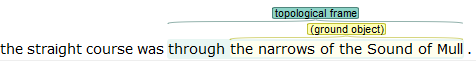 topological frame
(ground object)
the straight course was through the narrows of the Sound of Mull .